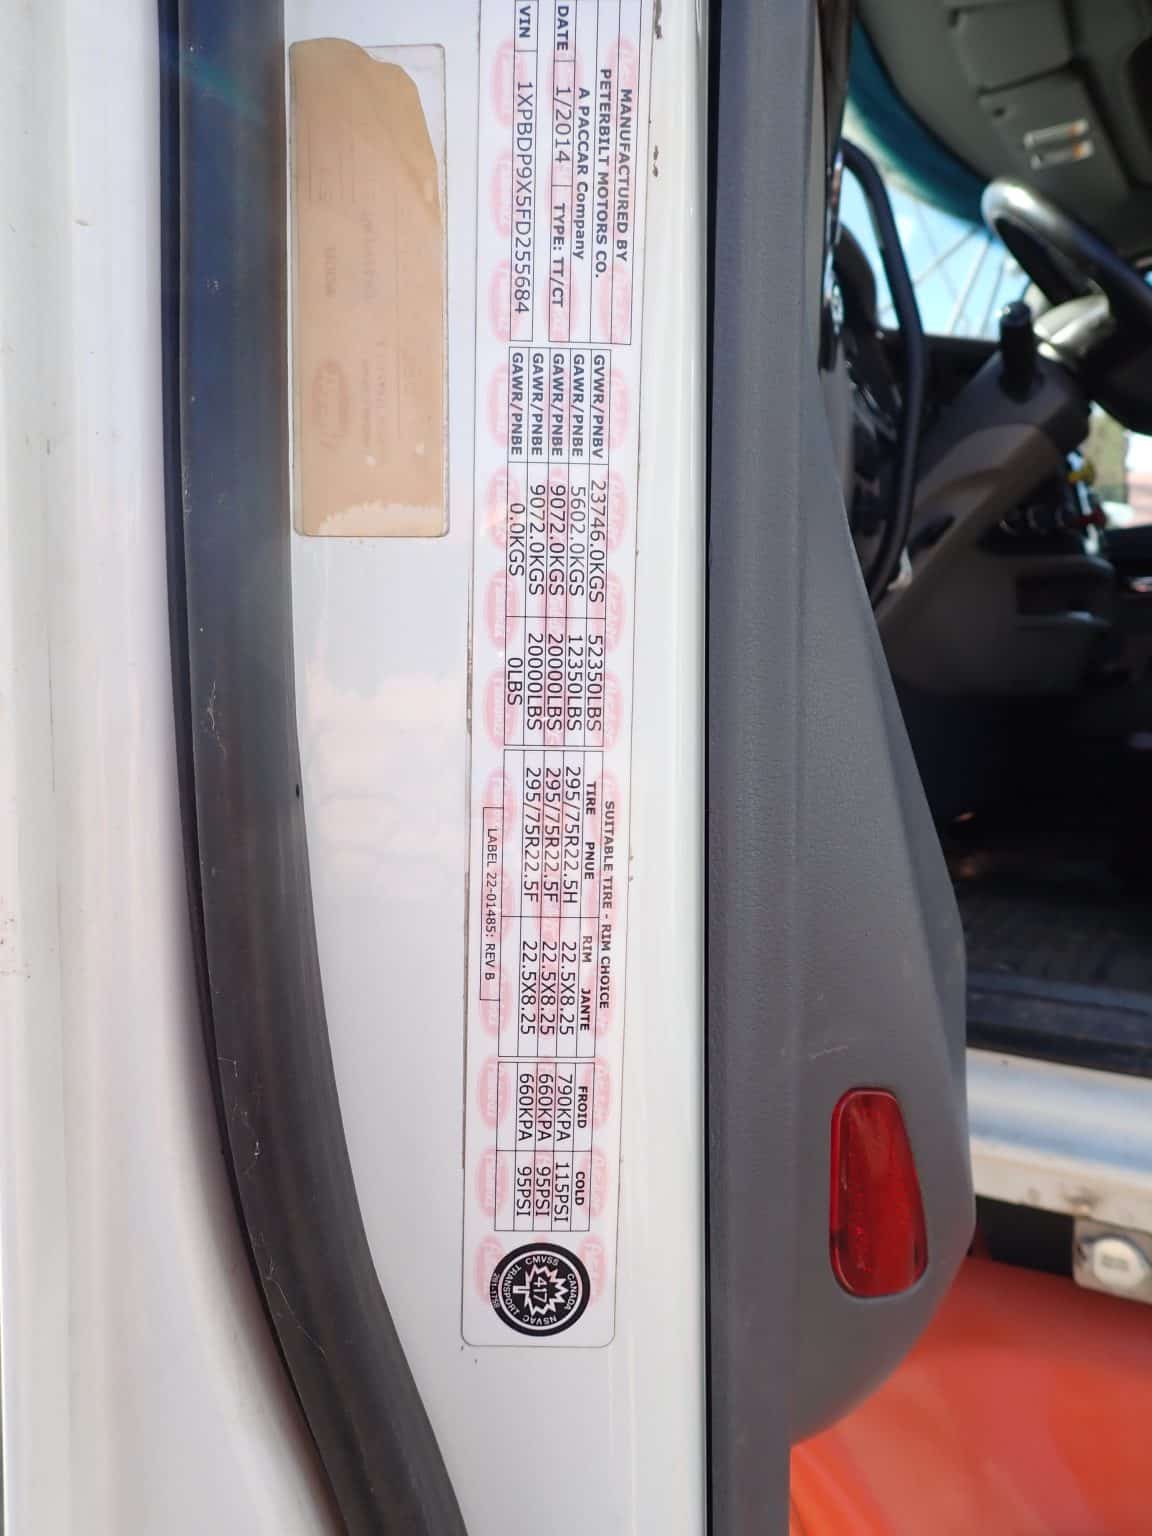 MANUFACTURED BY
PETERBILT MOTORS CO.
A PACCAR Company
DATE 1/2014 TYPE: TT/CT
VIN 1XPBDP9X5FD255684
GVWR/PNBV 23746.0KGS 52350LBS
GAWR/PNBE 5602.0KGS 12350LBS
GAWR/PNBE 9072.0KGS 20000LBS
GAWR/PNBE 9072.0KGS 20000LBS
GAWR/PNBE 0.0KGS 0LBS
SUITABLE TIRE - RIM CHOICE
TIRE PNUE RIM JANTE FROID COLD
295/75R22.5H 22.5X8.25 790KPA 115PSI
295/75R22.5F 22.5X8.25 660KPA 95PSI
295/75R22.5F 22.5X8.25 660KPA 95PSI
LABEL 22-01485: REV B
CANADA
CMVSS
417
NSVAC
TRANSPORT